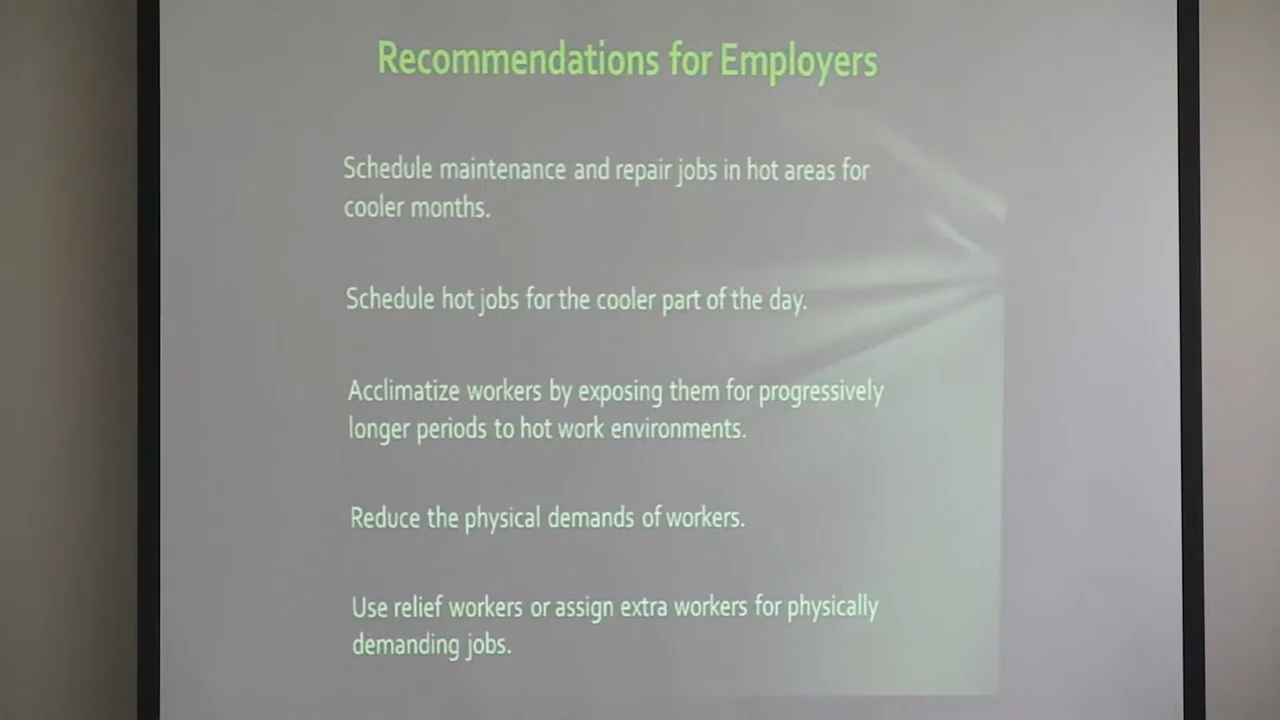 Recommendations for Employers
Schedule maintenance and repair jobs in hot areas for
cooler months.
Schedule hot jobs for the cooler part of the day.
Acclimatize workers by exposing them for progressively
longer periods to hot work environments.
Reduce the physical demands of workers.
Use relief workers or assign extra workers for physically
demanding jobs.